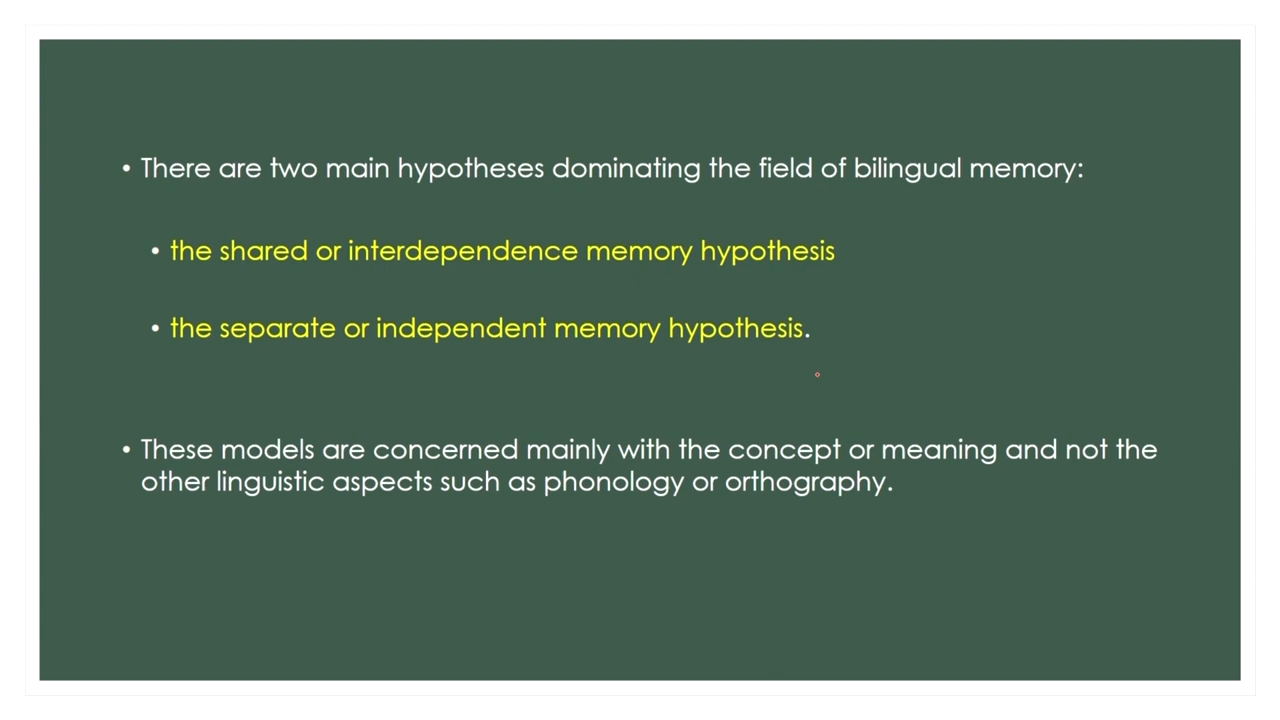 • There are two main hypotheses dominating the field of bilingual memory:
• the shared or interdependence memory hypothesis
• the separate or independent memory hypothesis.
• These models are concerned mainly with the concept or meaning and not the
other linguistic aspects such as phonology or orthography.